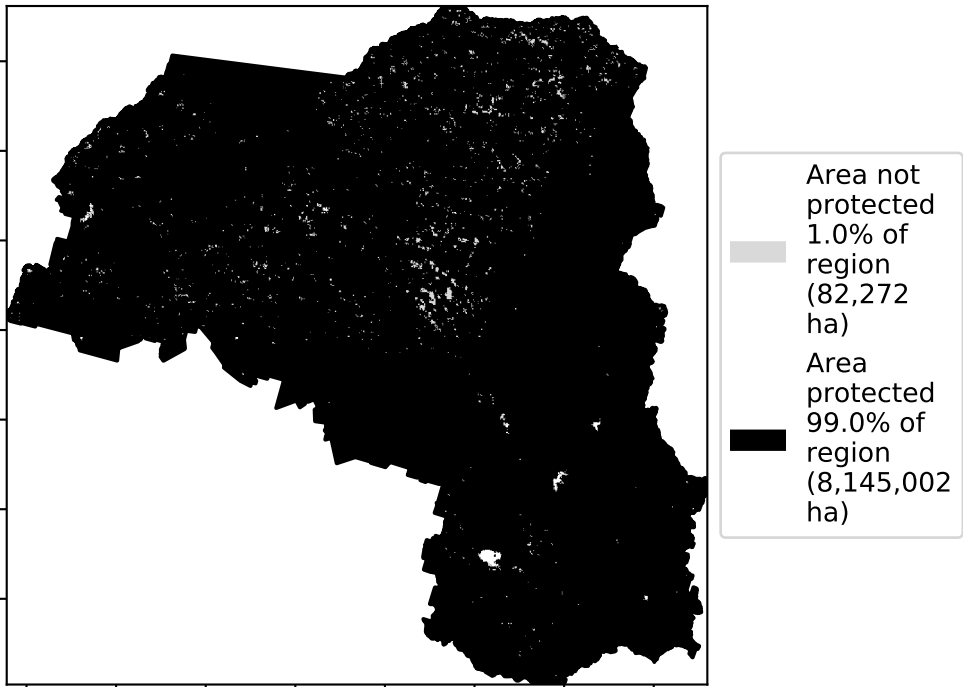 Area not
protected
1.0% of
region
(82,272
ha)
Area
protected
99.0% of
region
(8,145,002
ha)